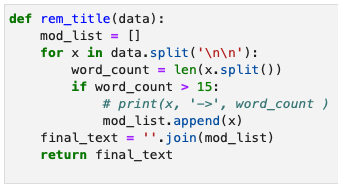 def rem_title(data):
    mod_list = []
    for x in data.split('\n\n'):
        word_count = len(x.split())
        if word_count > 15:
            # print(x, '->', word_count )
            mod_list.append(x)
    final_text = ''.join(mod_list)
    return final_text